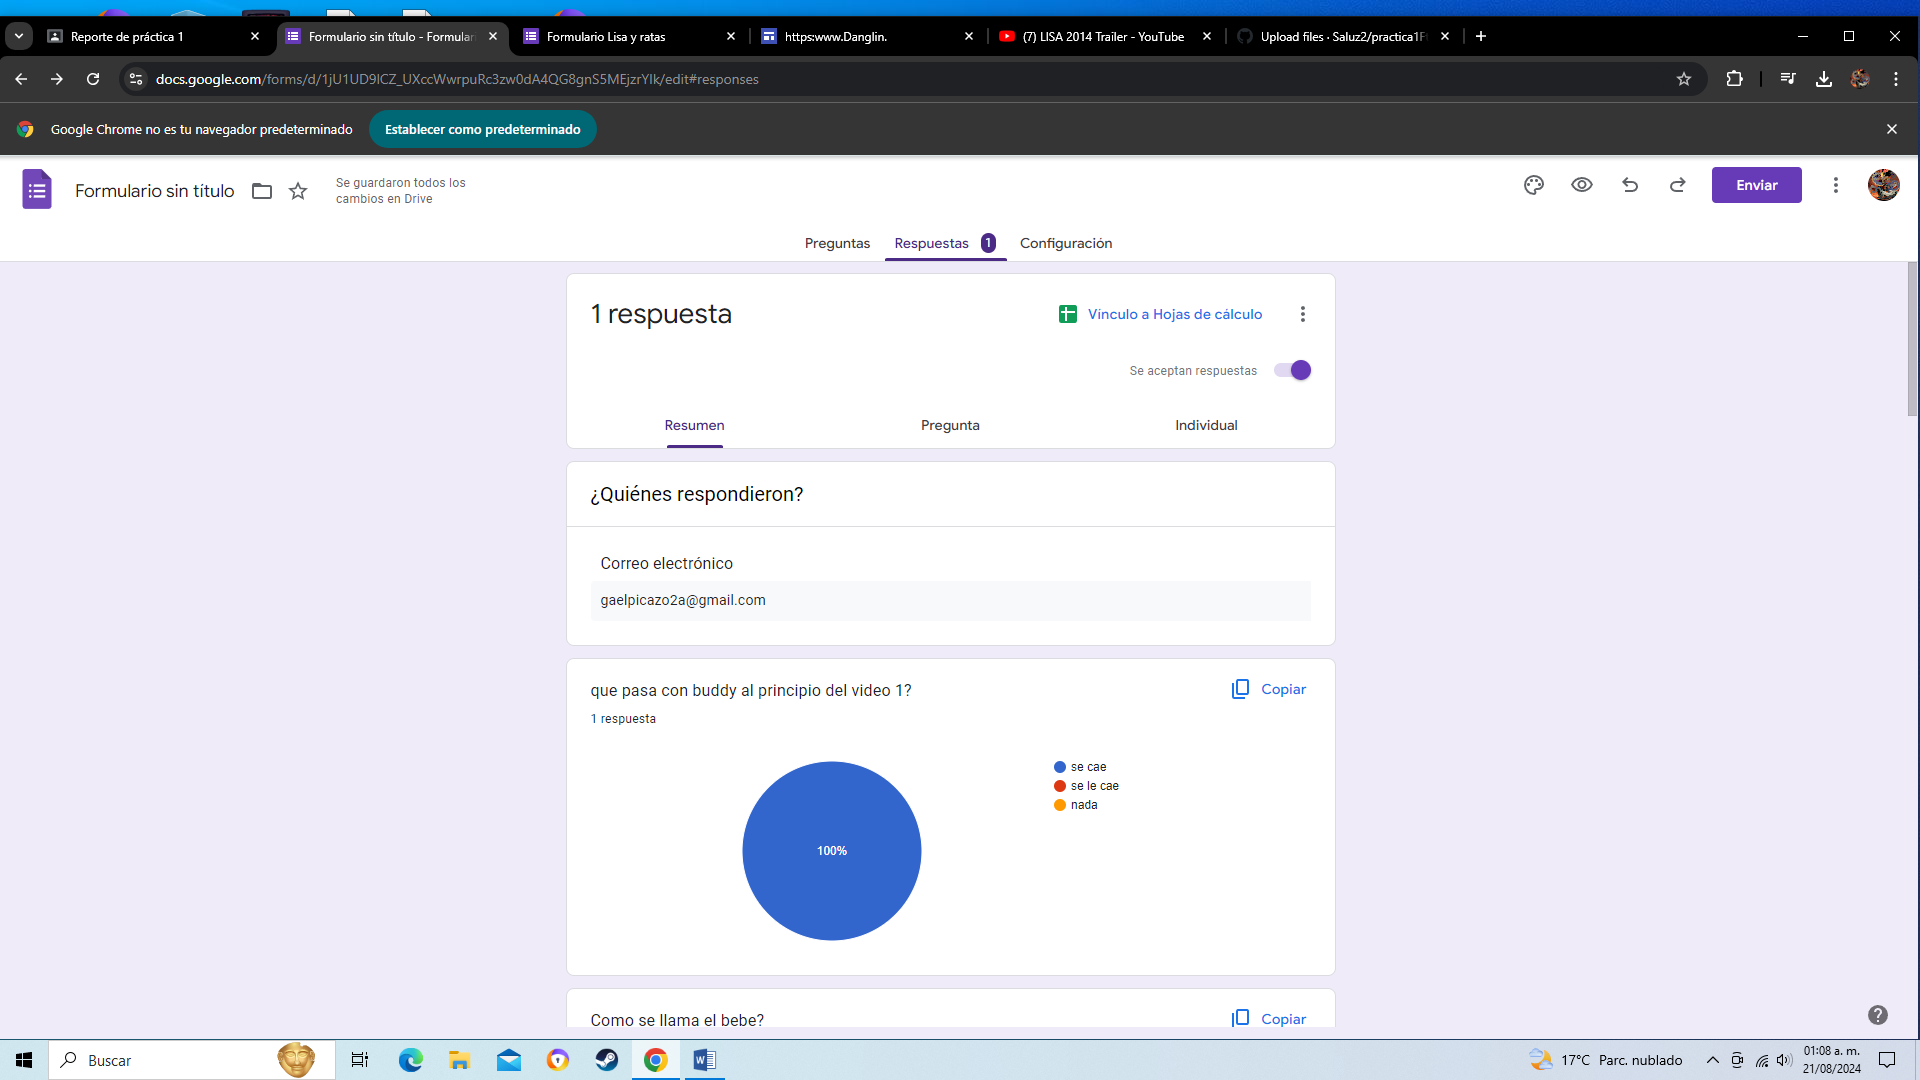 Reporte de práctica 1
Formulario sin título - Formular
Formulario Lisa y ratas
https:www.Danglin.
(7) LISA 2014 Trailer - YouTube
Upload files · Saluz2/practica1F
docs.google.com/forms/d/1jU1UD9lCZ_UXccWwrpuRc3zw0dA4QG8gnS5MEjzrYlk/edit#responses
Google Chrome no es tu navegador predeterminado
Establecer como predeterminado
Formulario sin título
Se guardaron todos los
cambios en Drive
Enviar
Preguntas
Respuestas 1
Configuración
1 respuesta
Vínculo a Hojas de cálculo
Se aceptan respuestas
Resumen
Pregunta
Individual
¿Quiénes respondieron?
Correo electrónico
gaelpicazo2a@gmail.com
que pasa con buddy al principio del video 1?
Copiar
1 respuesta
se cae
se le cae
nada
100%
Como se llama el bebe?
Copiar
Buscar
17°C Parc. nublado
01:08 a. m.
21/08/2024